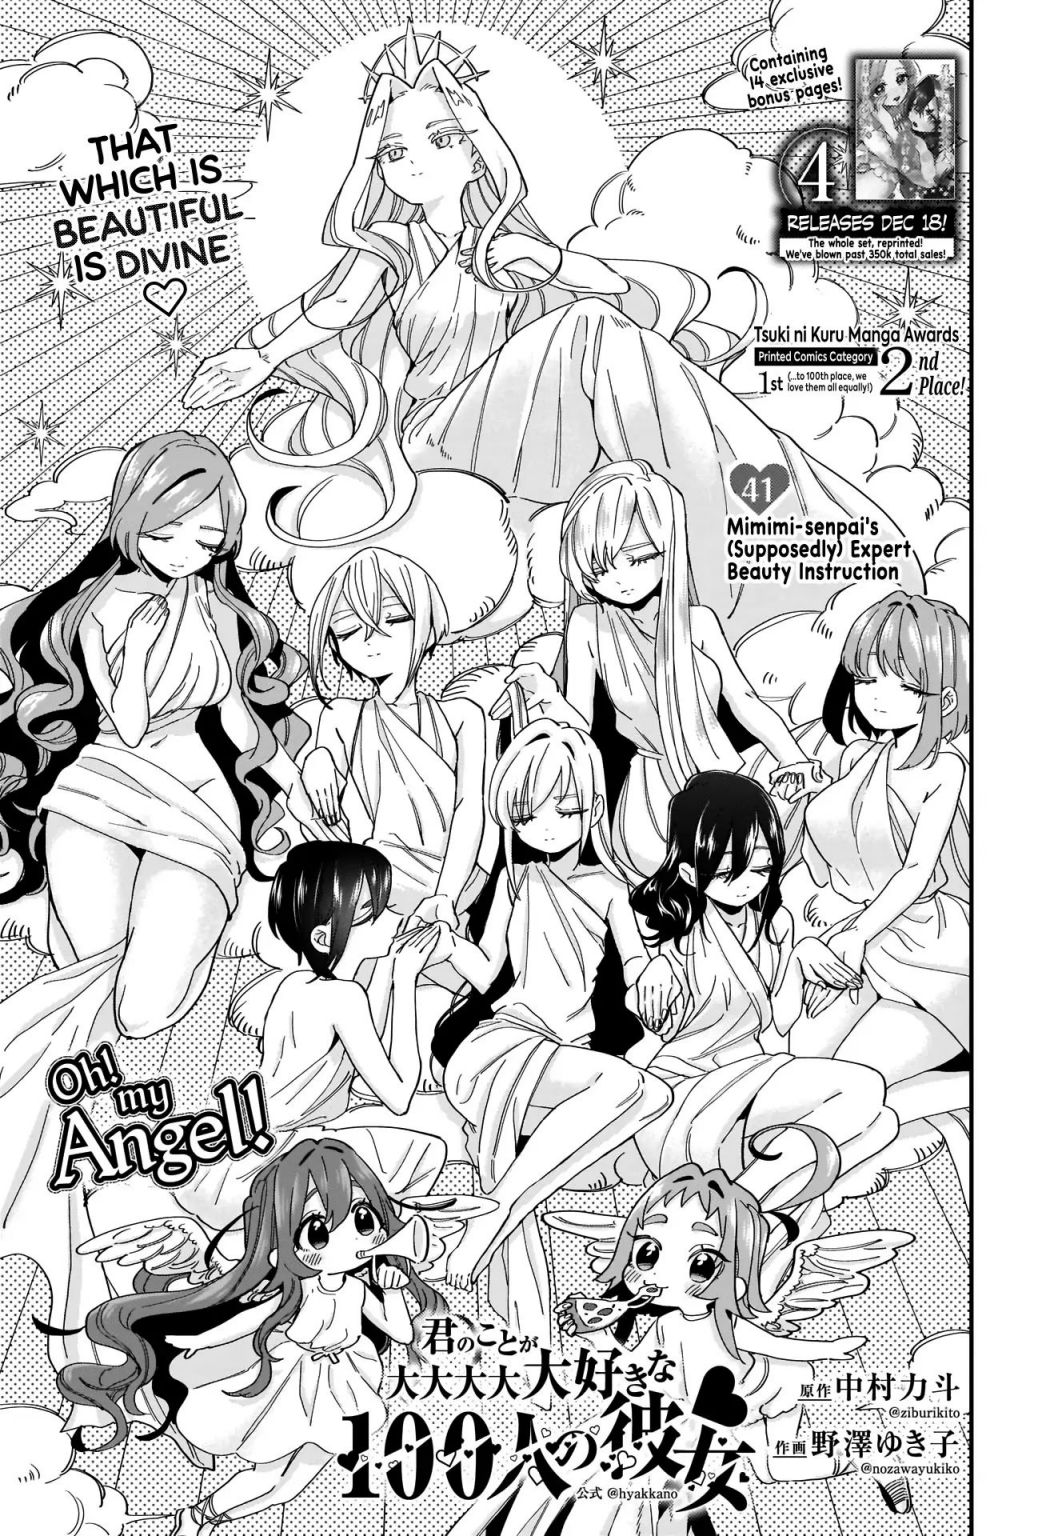 THAT
WHICH IS
BEAUTIFUL
IS DIVINE
♡
Containing
14 exclusive
bonus pages!
4
RELEASES DEC 18!
The whole set, reprinted!
We've blown past 350k total sales!
Tsuki ni Kuru Manga Awards
Printed Comics Category
1st (...to 100th place, we
love them all equally!)
2nd
Place!
41
Mimimi-senpai's
(Supposedly) Expert
Beauty Instruction
Oh!
my
Angel!
君のことが
大大大大大好きな
100人の彼女
公式 @hyakkano
原作 中村力斗
@ziburikito
作画 野澤ゆき子
@nozawayukiko